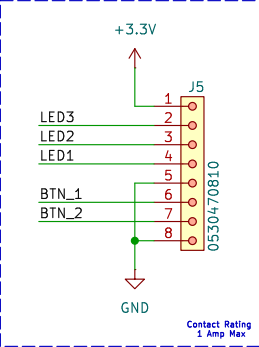 +3.3V
J5
1
LED3 2
LED2 3
LED1 4
5
BTN_1 6
BTN_2 7
8
0530470810
GND
Contact Rating
1 Amp Max